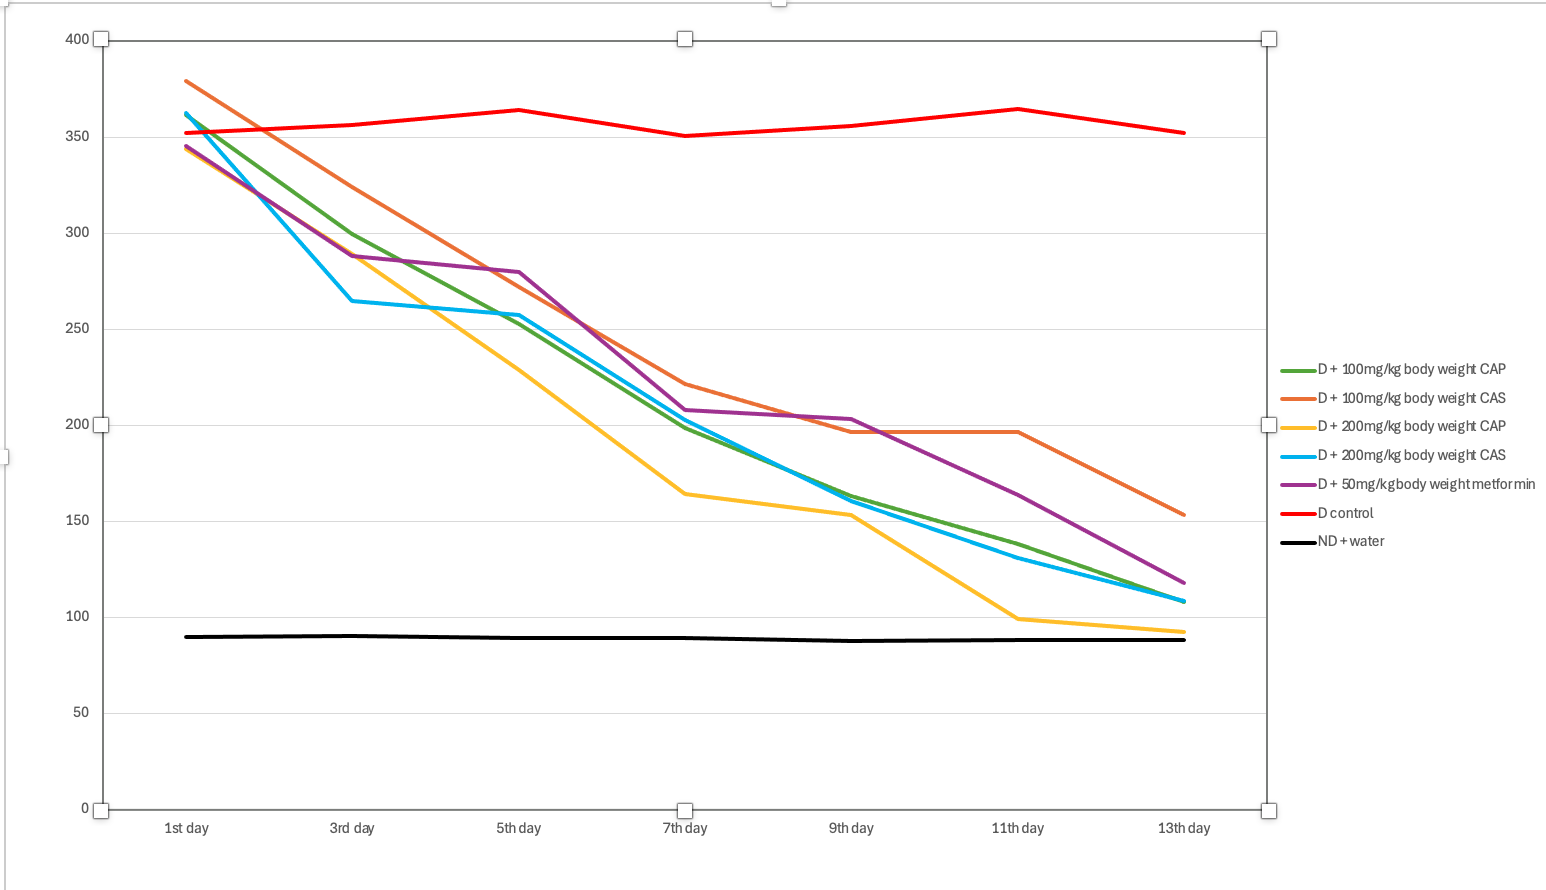 400
350
300
250
200
150
100
50
0
1st day 3rd day 5th day 7th day 9th day 11th day 13th day
D + 100mg/kg body weight CAP
D + 100mg/kg body weight CAS
D + 200mg/kg body weight CAP
D + 200mg/kg body weight CAS
D + 50mg/kgbody weight metformin
D control
ND + water